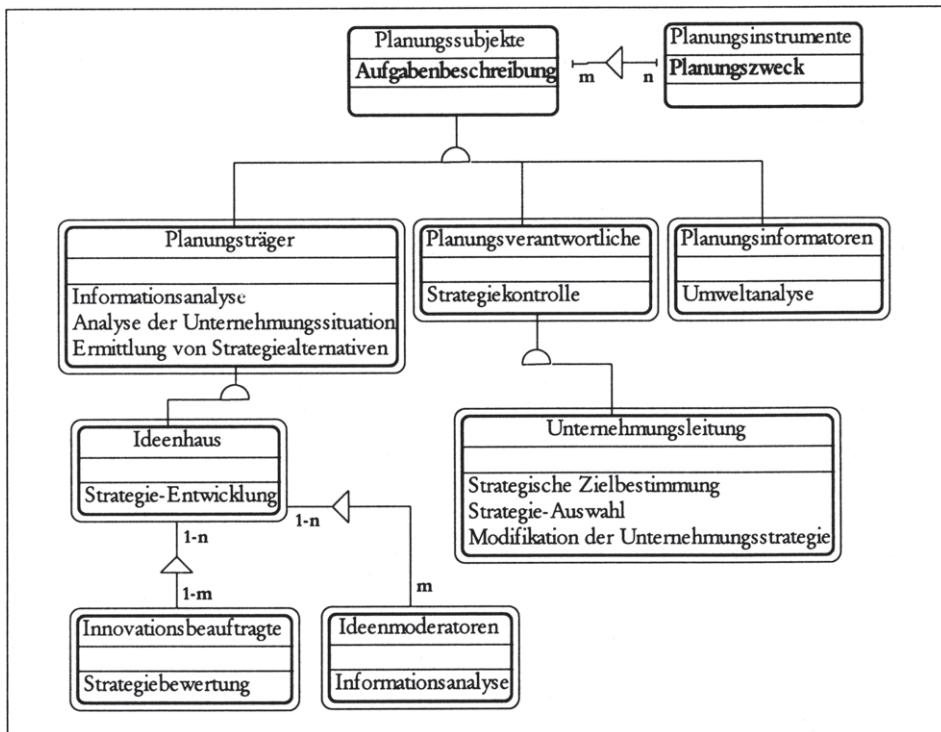 Planungssubjekte
Aufgabenbeschreibung
m
n
Planungsinstrumente
Planungszweck
Planungsträger
Informationsanalyse
Analyse der Unternehmungssituation
Ermittlung von Strategiealternativen
Planungsverantwortliche
Strategiekontrolle
Planungsinformatoren
Umweltanalyse
Ideenhaus
Strategie-Entwicklung
1-n
1-n
1-m
m
Unternehmungsleitung
Strategische Zielbestimmung
Strategie-Auswahl
Modifikation der Unternehmungsstrategie
Innovationsbeauftragte
Strategiebewertung
Ideenmoderatoren
Informationsanalyse